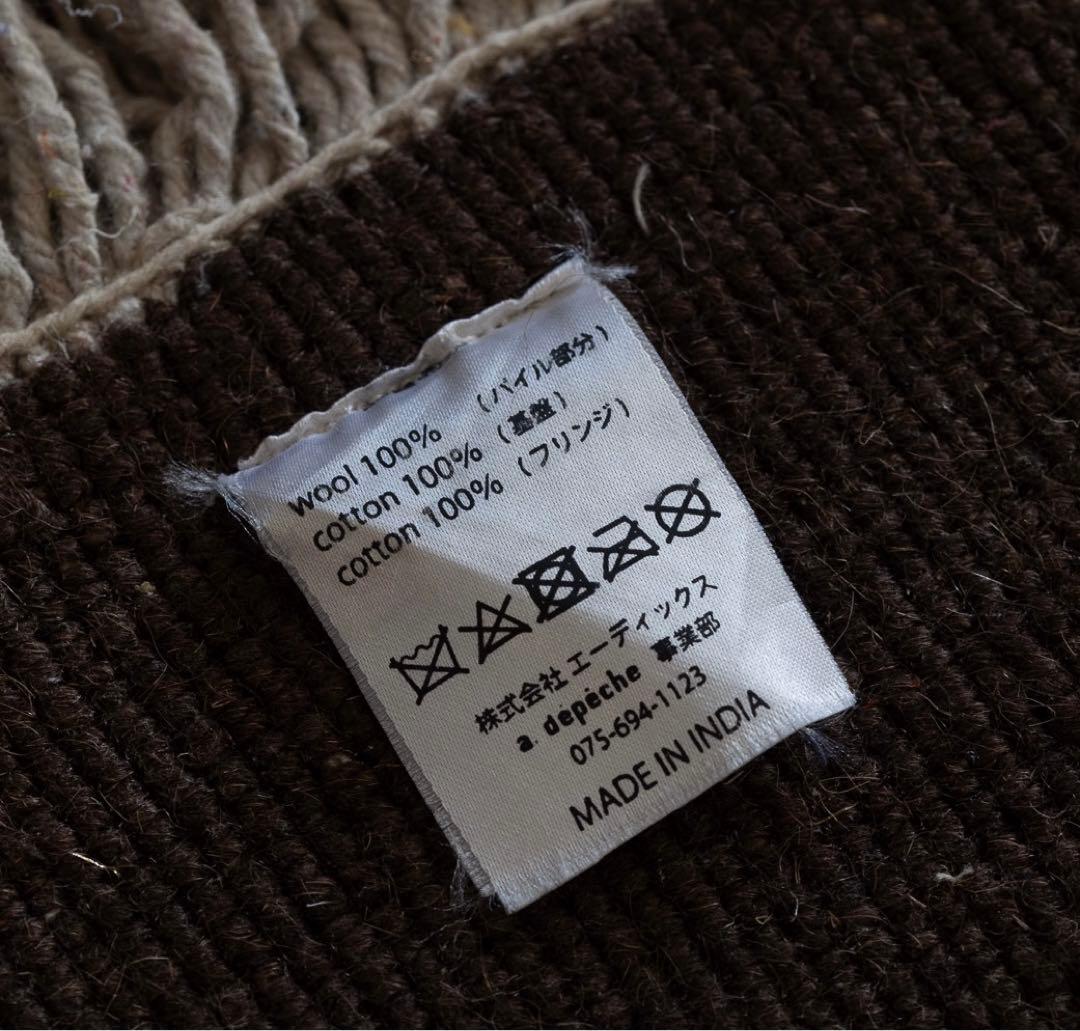 wool 100% (パイル部分)
cotton 100% (基盤)
cotton 100% (フリンジ)
株式会社 エーディックス
a. depéche 事業部
075-694-1123
MADE IN INDIA